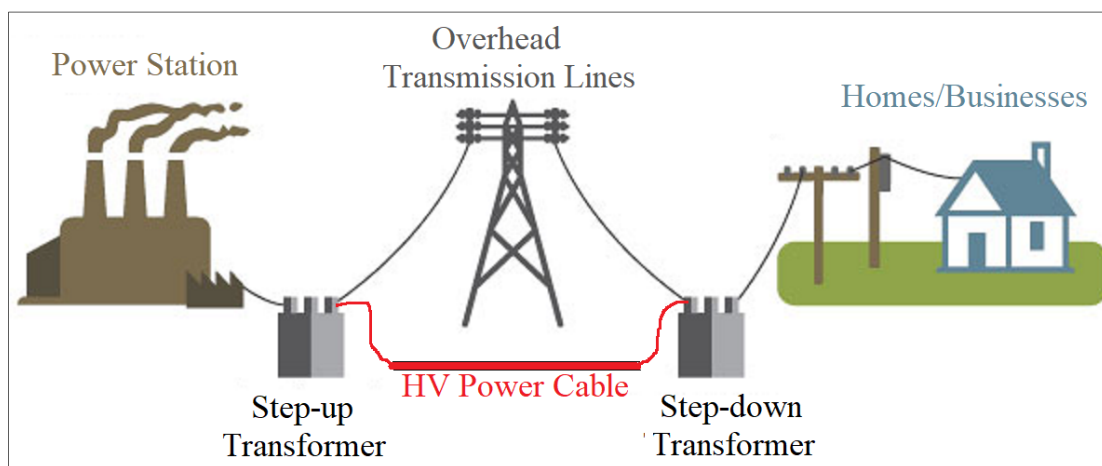 Power Station
Overhead
Transmission Lines
Homes/Businesses
HV Power Cable
Step-up
Transformer
Step-down
Transformer